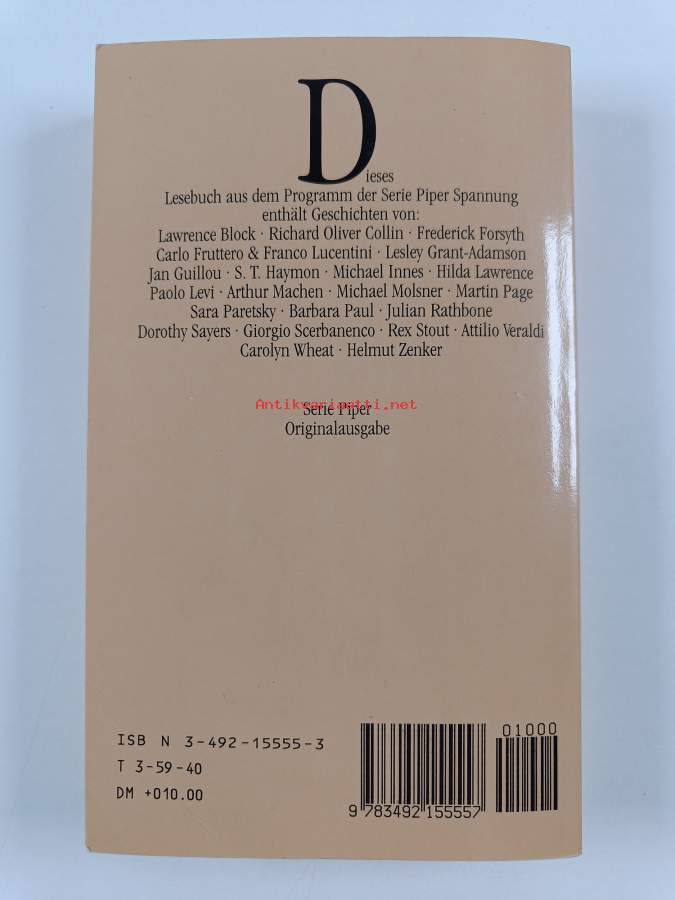 Dieses
Lesebuch aus dem Programm der Serie Piper Spannung
enthält Geschichten von:
Lawrence Block · Richard Oliver Collin · Frederick Forsyth
Carlo Fruttero & Franco Lucentini · Lesley Grant-Adamson
Jan Guillou · S. T. Haymon · Michael Innes · Hilda Lawrence
Paolo Levi · Arthur Machen · Michael Molsner · Martin Page
Sara Paretsky · Barbara Paul · Julian Rathbone
Dorothy Sayers · Giorgio Scerbanenco · Rex Stout · Attilio Veraldi
Carolyn Wheat · Helmut Zenker
Antikvariaatti.net
Serie Piper
Originalausgabe
ISB N 3-492-15555-3
T 3-59-40
DM +010.00
01000
9 783492 155557